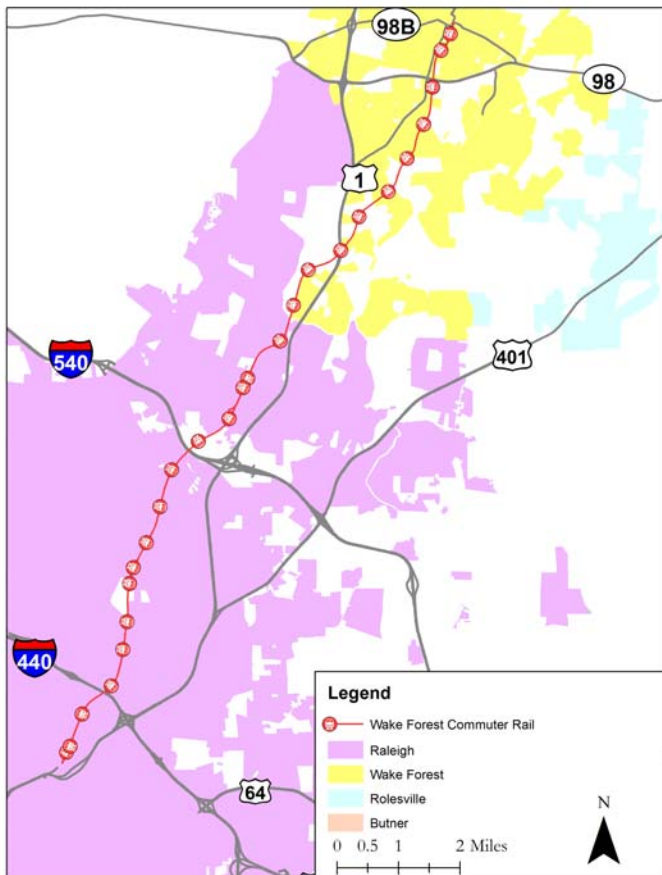 98B
98
1
540
401
440
64
Legend
Wake Forest Commuter Rail
Raleigh
Wake Forest
Rolesville
Butner
N
0 0.5 1 2 Miles